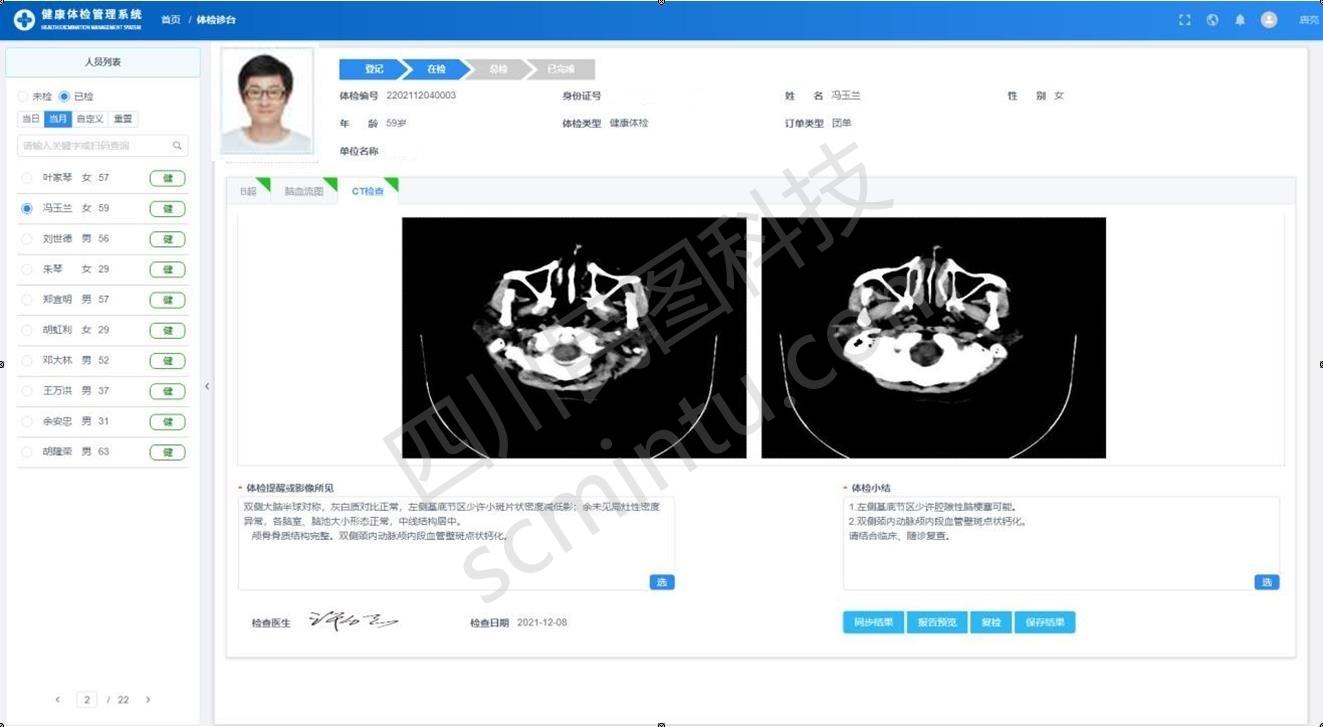 健康体检管理系统
HEALTH EXAMINATION MANAGEMENT SYSTEM
首页 / 体检诊台
唐亮
人员列表
未检 已检
当日 当月 自定义 重置
请输入关键字或扫码查询
叶家琴 女 57 健
冯玉兰 女 59 健
刘世德 男 56 健
朱琴 女 29 健
郑宜明 男 57 健
胡虹利 女 29 健
邓大林 男 52 健
王万洪 男 37 健
余安忠 男 31 健
胡隆荣 男 63 健
< 2 / 22 >
登记 在检 总检 已完成
体检编号 2202112040003 身份证号 姓 名 冯玉兰 性 别 女
年 龄 59岁 体检类型 健康体检 订单类型 团单
单位名称
B超 脑血流图 CT检查
* 体检提醒或影像所见
双侧大脑半球对称，灰白质对比正常，左侧基底节区少许小斑片状密度减低影；余未见局灶性密度
异常，各脑室、脑池大小形态正常，中线结构居中。
颅骨骨质结构完整。双侧颈内动脉颅内段血管壁斑点状钙化。
选
* 体检小结
1.左侧基底节区少许腔隙性脑梗塞可能。
2.双侧颈内动脉颅内段血管壁斑点状钙化。
请结合临床、随诊复查。
选
检查医生 检查日期 2021-12-08
同步结果 报告预览 复检 保存结果
scmintu.com